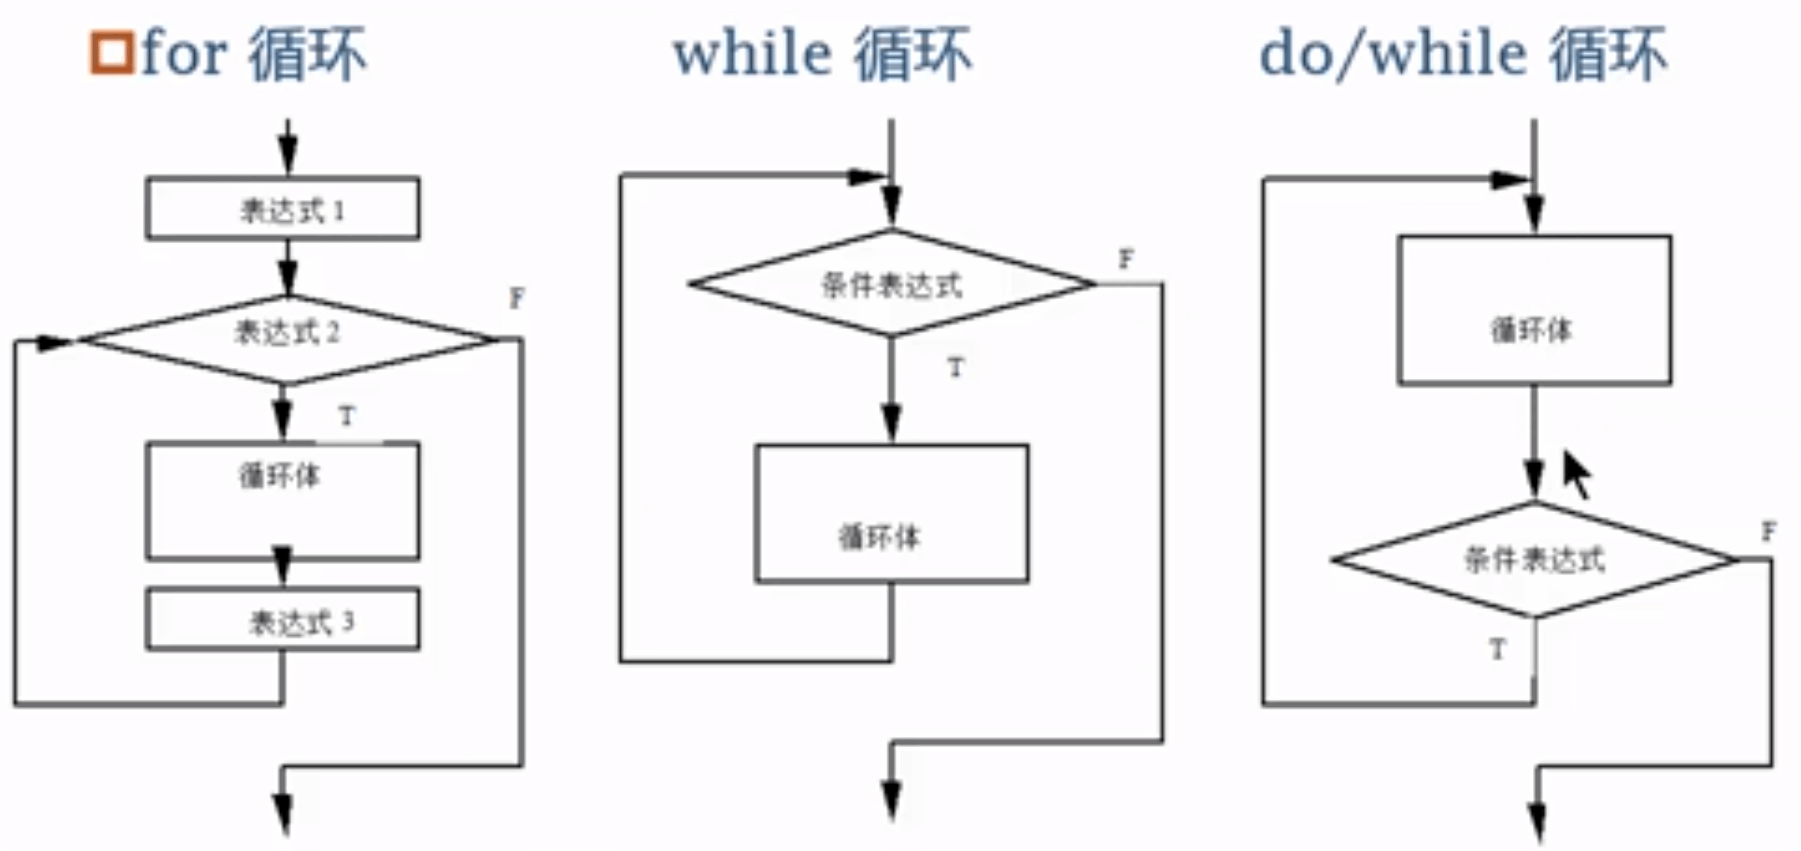 for 循环
表达式 1
表达式 2
F
T
循环体
表达式 3
while 循环
条件表达式
F
T
循环体
do/while 循环
循环体
条件表达式
F
T